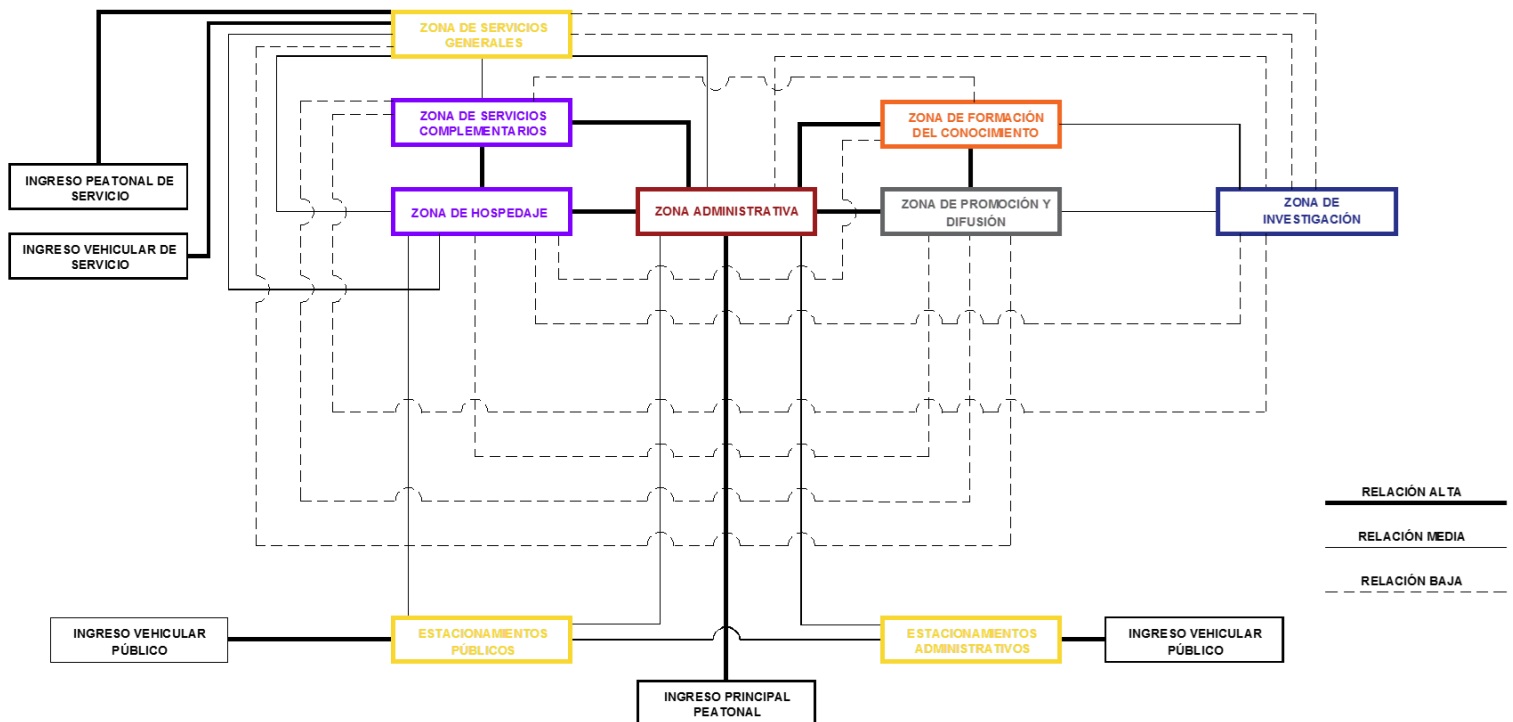 ZONA DE SERVICIOS
GENERALES
ZONA DE SERVICIOS
COMPLEMENTARIOS
ZONA DE FORMACIÓN
DEL CONOCIMIENTO
INGRESO PEATONAL DE
SERVICIO
ZONA DE HOSPEDAJE
ZONA ADMINISTRATIVA
ZONA DE PROMOCIÓN Y
DIFUSIÓN
ZONA DE
INVESTIGACIÓN
INGRESO VEHICULAR DE
SERVICIO
RELACIÓN ALTA
RELACIÓN MEDIA
RELACIÓN BAJA
INGRESO VEHICULAR
PÚBLICO
ESTACIONAMIENTOS
PÚBLICOS
ESTACIONAMIENTOS
ADMINISTRATIVOS
INGRESO VEHICULAR
PÚBLICO
INGRESO PRINCIPAL
PEATONAL